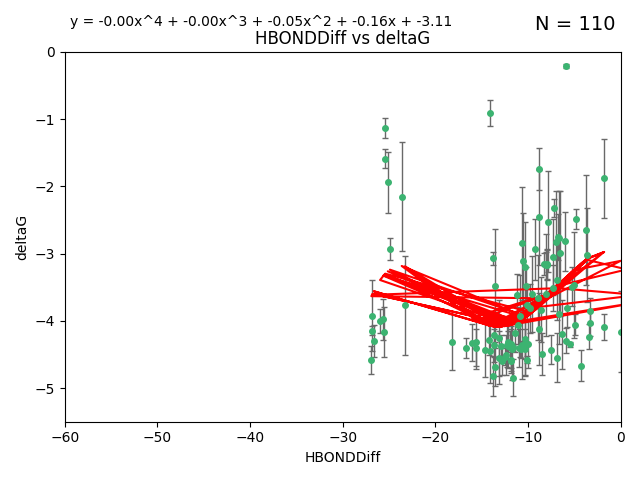 y = -0.00x^4 + -0.00x^3 + -0.05x^2 + -0.16x + -3.11
N = 110
HBONDDiff vs deltaG
deltaG
0
−1
−2
−3
−4
−5
−60
−50
−40
−30
−20
−10
0
HBONDDiff